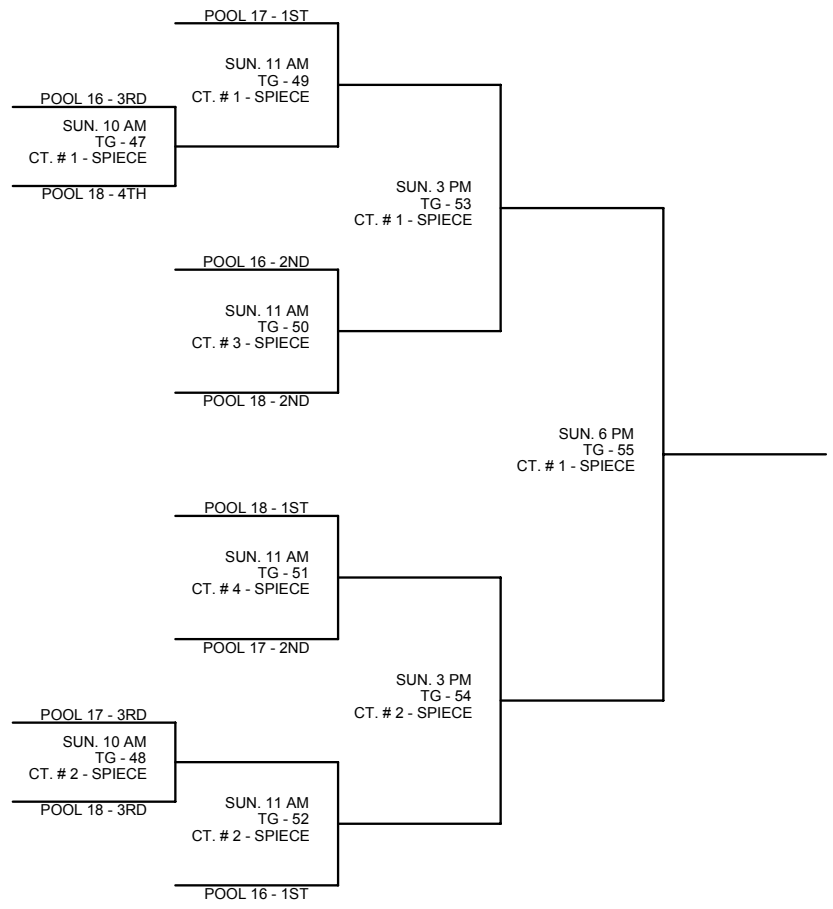 POOL 17 - 1ST
SUN. 11 AM
TG - 49
CT. # 1 - SPIECE
POOL 16 - 3RD
SUN. 10 AM
TG - 47
CT. # 1 - SPIECE
POOL 18 - 4TH
SUN. 3 PM
TG - 53
CT. # 1 - SPIECE
POOL 16 - 2ND
SUN. 11 AM
TG - 50
CT. # 3 - SPIECE
POOL 18 - 2ND
SUN. 6 PM
TG - 55
CT. # 1 - SPIECE
POOL 18 - 1ST
SUN. 11 AM
TG - 51
CT. # 4 - SPIECE
POOL 17 - 2ND
SUN. 3 PM
TG - 54
CT. # 2 - SPIECE
POOL 17 - 3RD
SUN. 10 AM
TG - 48
CT. # 2 - SPIECE
POOL 18 - 3RD
SUN. 11 AM
TG - 52
CT. # 2 - SPIECE
POOL 16 - 1ST